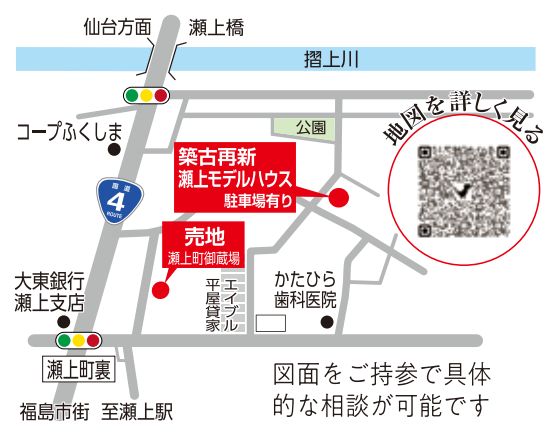 仙台方面
瀬上橋
摺上川
地図を詳しく見る
公園
コープふくしま
築古再新
瀬上モデルハウス
駐車場有り
国道
4
ROUTE
売地
瀬上町御蔵場
大東銀行
瀬上支店
エイブル
平屋貸家
かたひら
歯科医院
瀬上町裏
図面をご持参で具体
的な相談が可能です
福島市街
至瀬上駅